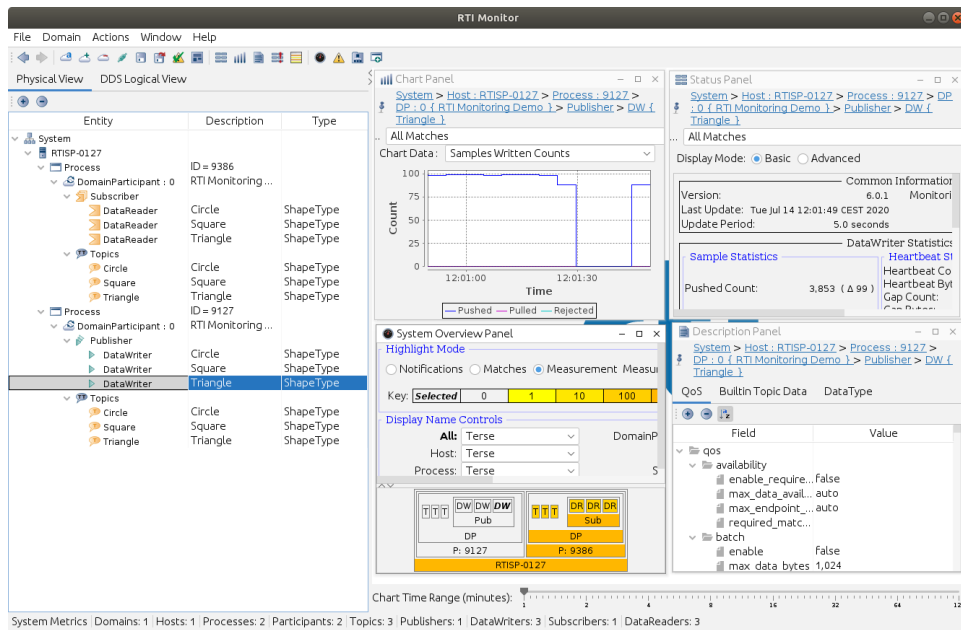 RTI Monitor
File Domain Actions Window Help
Physical View DDS Logical View
Entity Description Type
System
RTISP-0127
Process ID = 9386
DomainParticipant : 0 RTI Monitoring ...
Subscriber
DataReader Circle ShapeType
DataReader Square ShapeType
DataReader Triangle ShapeType
Topics
Circle Circle ShapeType
Square Square ShapeType
Triangle Triangle ShapeType
Process ID = 9127
DomainParticipant : 0 RTI Monitoring ...
Publisher
DataWriter Circle ShapeType
DataWriter Square ShapeType
DataWriter Triangle ShapeType
Topics
Circle Circle ShapeType
Square Square ShapeType
Triangle Triangle ShapeType
Chart Panel
System > Host : RTISP-0127 > Process : 9127 >
DP : 0 { RTI Monitoring Demo } > Publisher > DW {
Triangle }
... All Matches
Chart Data : Samples Written Counts
100
75
50
25
0
Count
12:01:00 12:01:30
Time
Pushed Pulled Rejected
Status Panel
System > Host : RTISP-0127 > Process : 9127 > DP
: 0 { RTI Monitoring Demo } > Publisher > DW {
Triangle }
... All Matches
Display Mode: Basic Advanced
Common Information
Version: 6.0.1 Monitori
Last Update: Tue Jul 14 12:01:49 CEST 2020
Update Period: 5.0 seconds
DataWriter Statistics
Sample Statistics Heartbeat St
Heartbeat Co
Heartbeat Byt
Pushed Count: 3,853 ( Δ 99 ) Gap Count:
System Overview Panel
Highlight Mode
Notifications Matches Measurement Measur
Key: Selected 0 1 10 100
Display Name Controls
All: Terse DomainP
Host: Terse
Process: Terse S
T T T DW DW DW T T T DR DR DR
Pub Sub
DP DP
P: 9127 P: 9386
RTISP-0127
Description Panel
System > Host : RTISP-0127 > Process : 9127 >
DP : 0 { RTI Monitoring Demo } > Publisher > DW {
Triangle }
QoS Builtin Topic Data DataType
Field Value
qos
availability
enable_require... false
max_data_avail... auto
max_endpoint_... auto
required_matc...
batch
enable false
max_data_bytes 1,024
Chart Time Range (minutes):
1 2 4 8 16 32 64 12
System Metrics Domains: 1 Hosts: 1 Processes: 2 Participants: 2 Topics: 3 Publishers: 1 DataWriters: 3 Subscribers: 1 DataReaders: 3